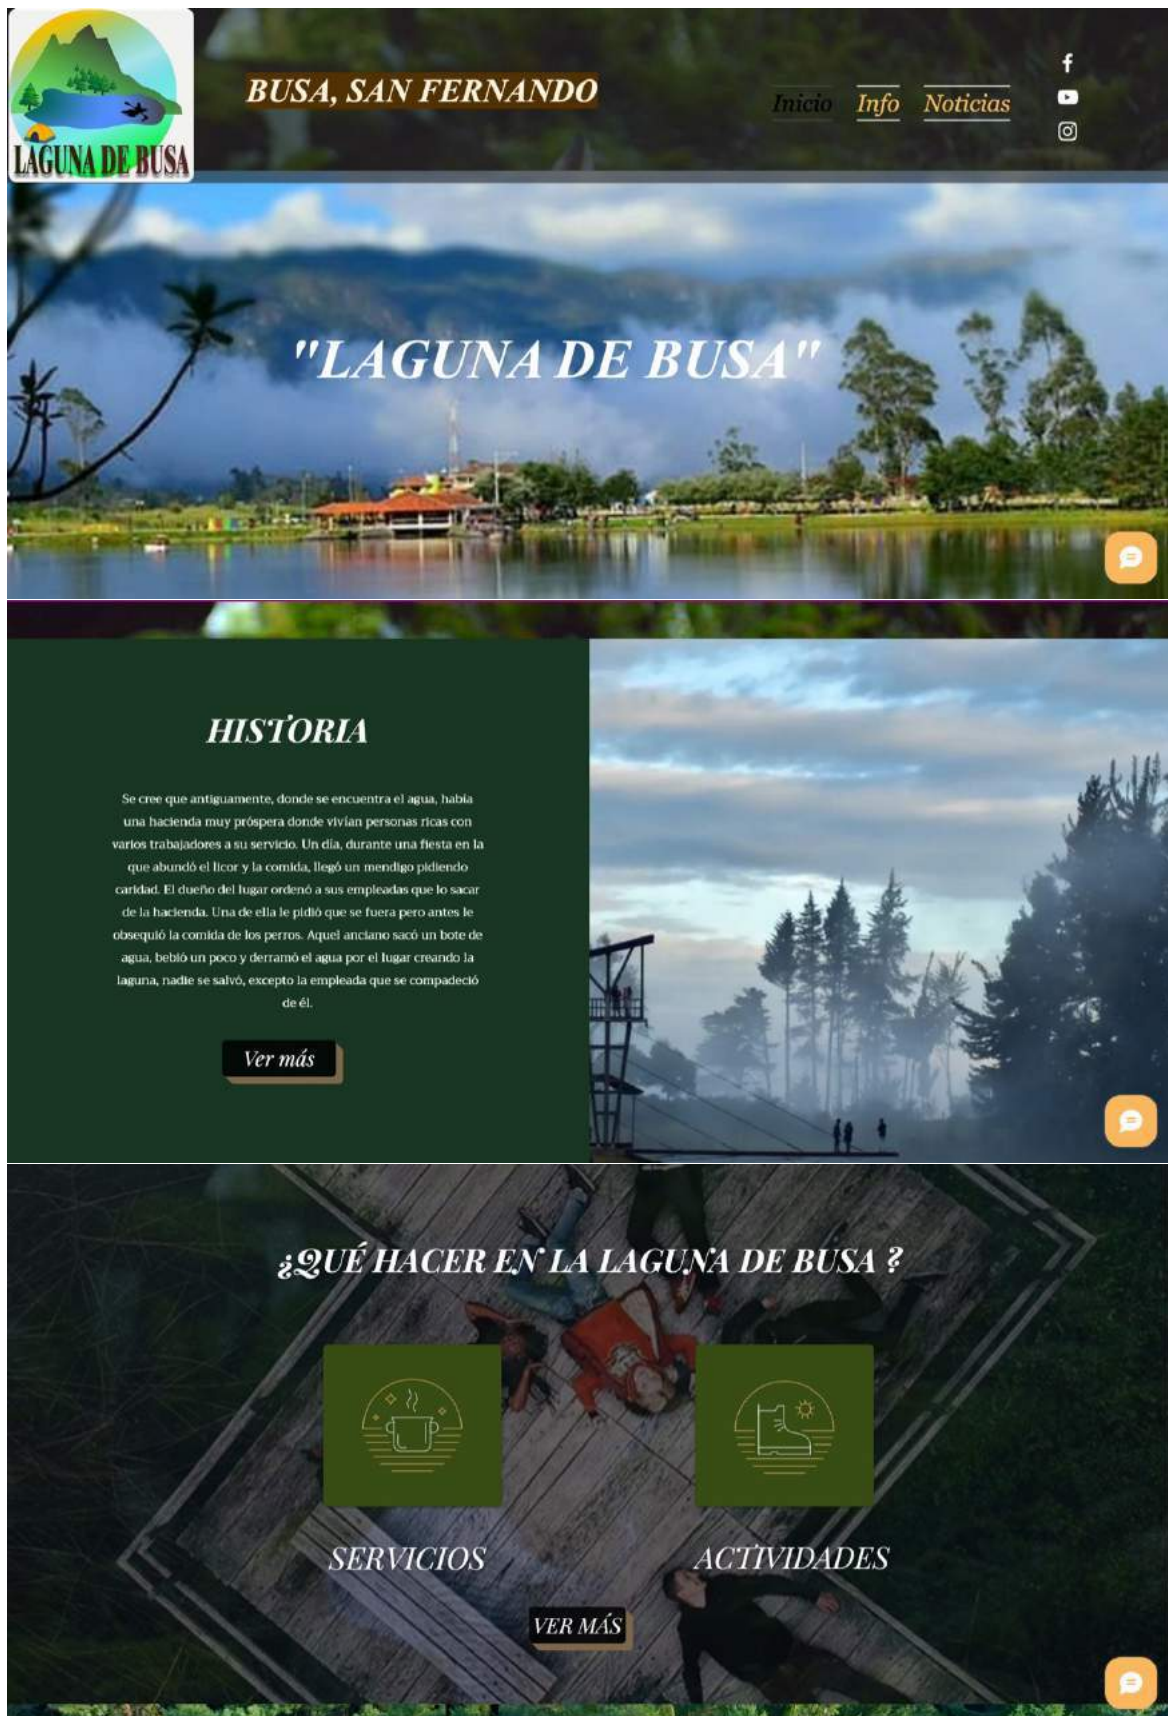 LAGUNA DE BUSA
BUSA, SAN FERNANDO
Inicio Info Noticias
"LAGUNA DE BUSA"
HISTORIA
Se cree que antiguamente, donde se encuentra el agua, había
una hacienda muy próspera donde vivían personas ricas con
varios trabajadores a su servicio. Un día, durante una fiesta en la
que abundó el licor y la comida, llegó un mendigo pidiendo
caridad. El dueño del lugar ordenó a sus empleadas que lo sacar
de la hacienda. Una de ella le pidió que se fuera pero antes le
obsequió la comida de los perros. Aquel anciano sacó un bote de
agua, bebió un poco y derramó el agua por el lugar creando la
laguna, nadie se salvó, excepto la empleada que se compadeció
de él.
Ver más
¿QUÉ HACER EN LA LAGUNA DE BUSA ?
SERVICIOS
ACTIVIDADES
VER MÁS